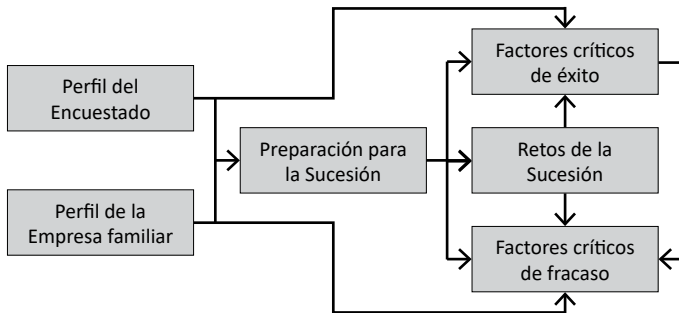 Perfil del
Encuestado
Perfil de la
Empresa familiar
Preparación para
la Sucesión
Factores críticos
de éxito
Retos de la
Sucesión
Factores críticos
de fracaso